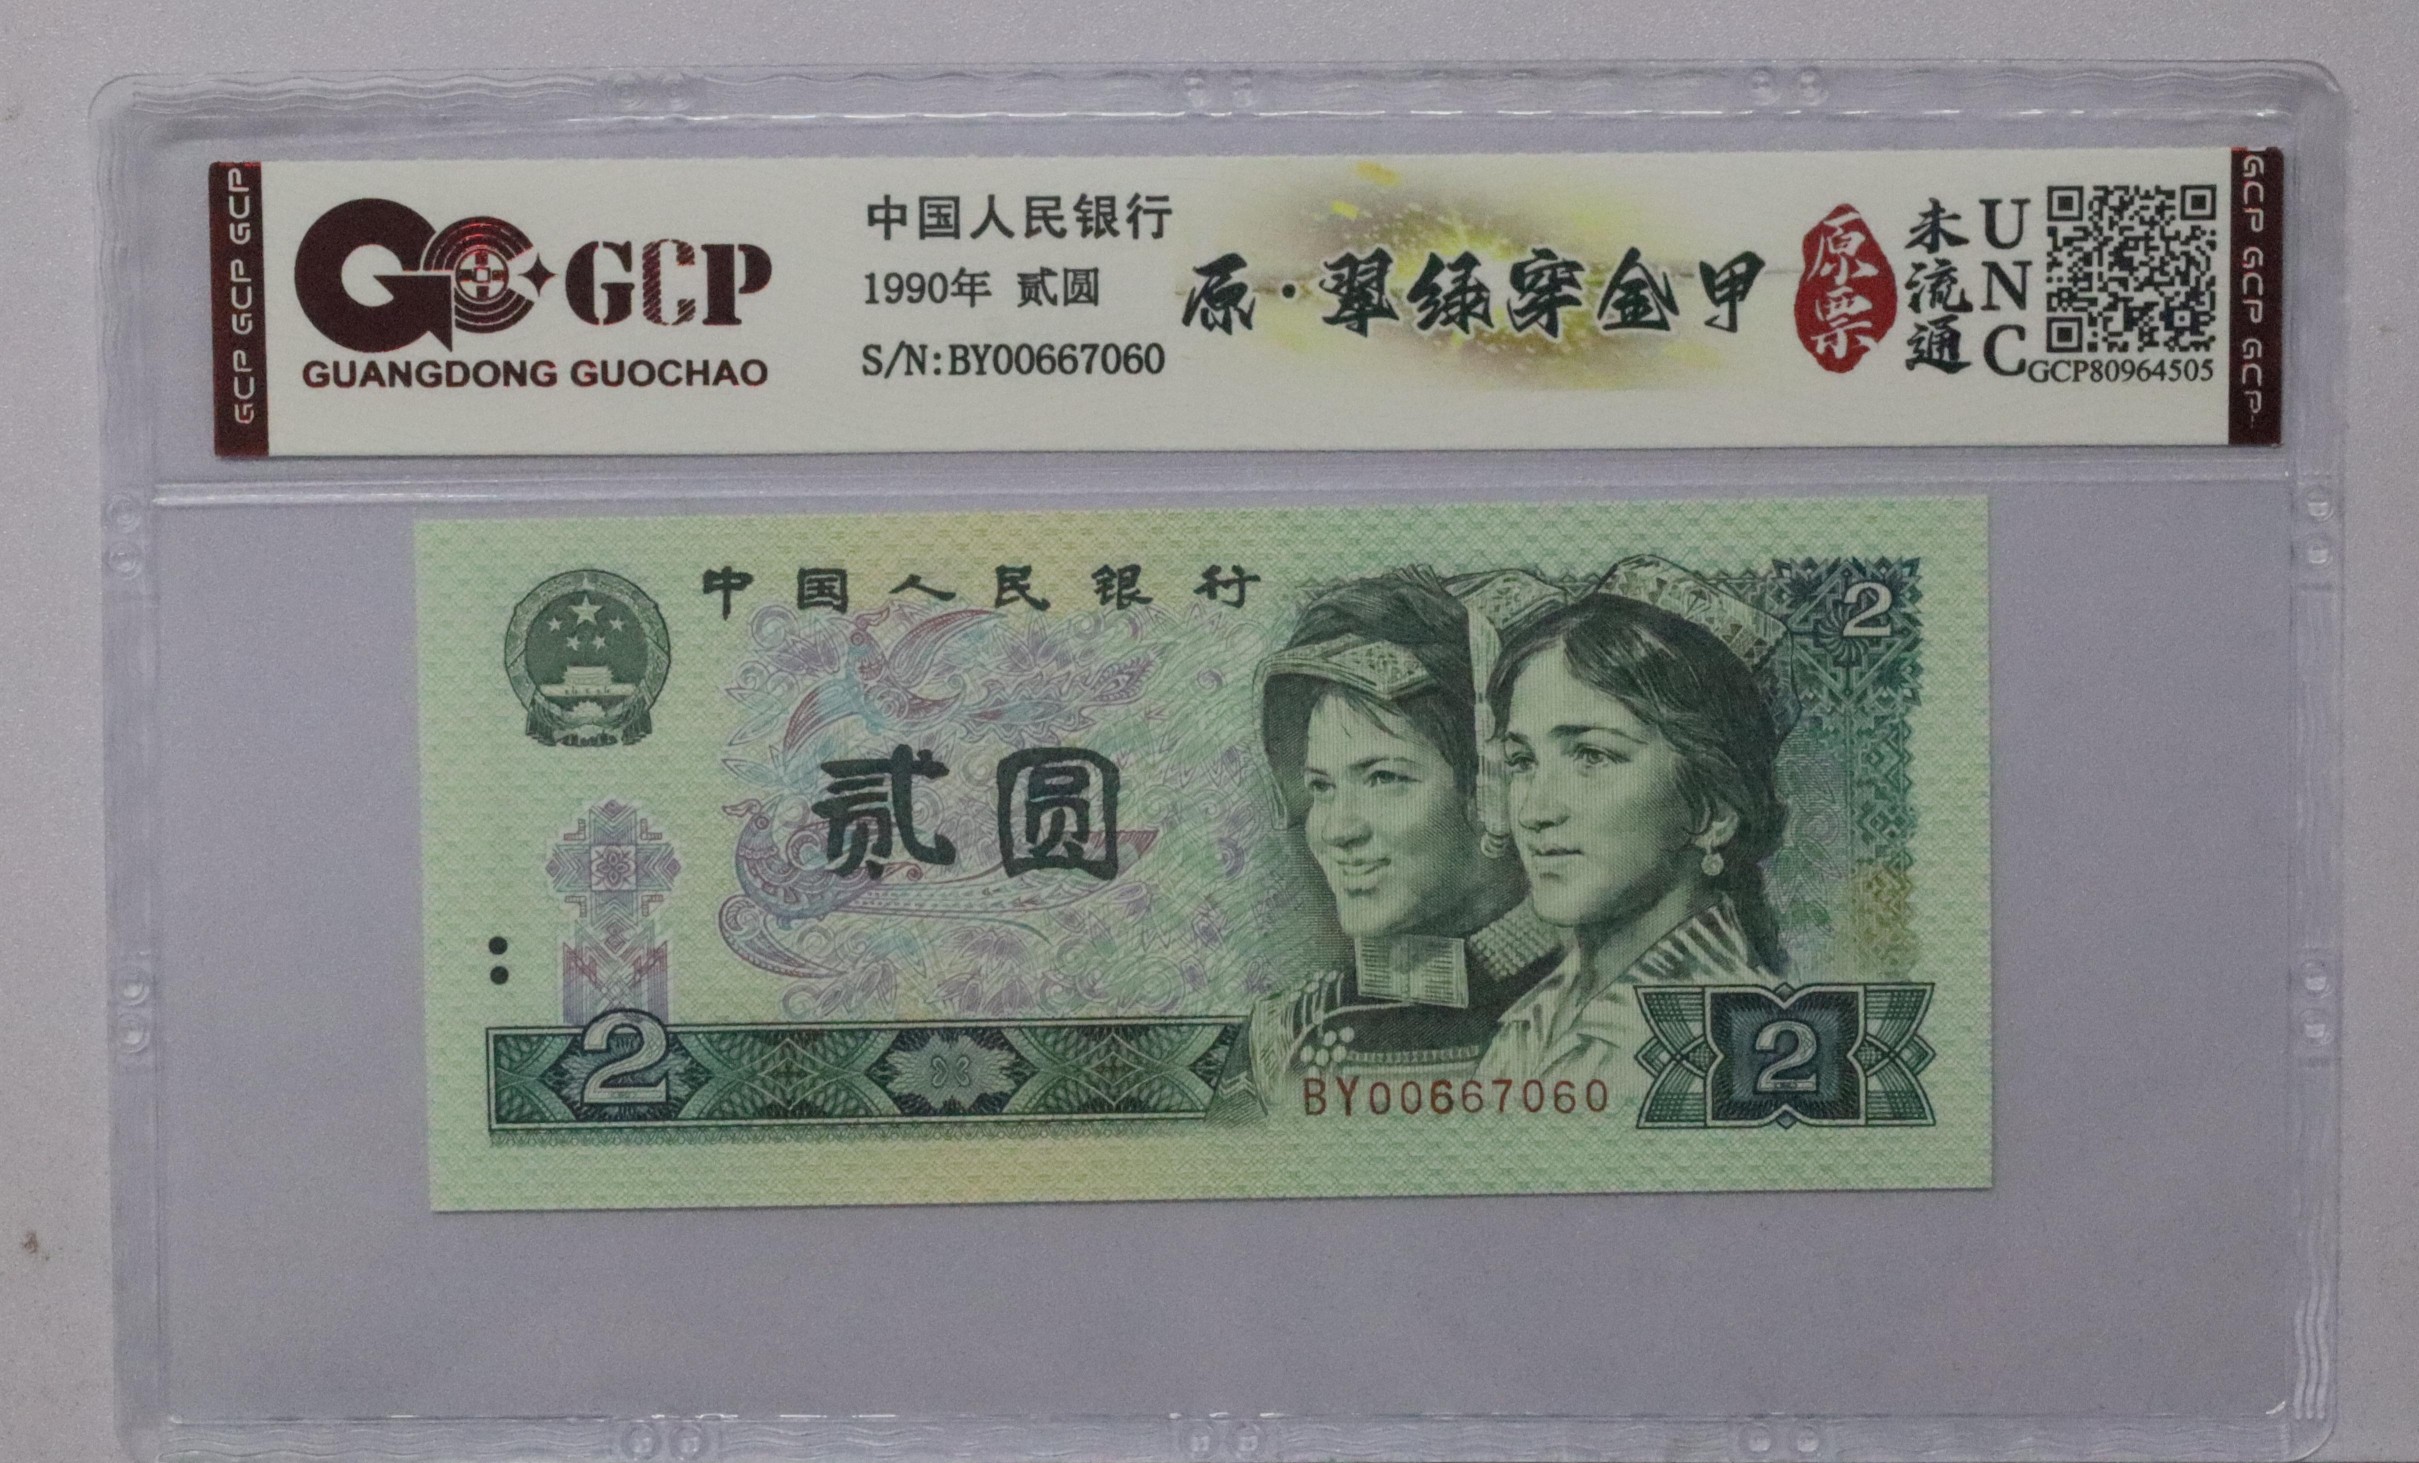 GCP GCP GCP
GCP
GUANGDONG GUOCHAO
中国人民银行
1990年 贰圆
S/N:BY00667060
原·翠绿穿金甲
原票
未流通
UNC
GCP80964505
GCP GCP GCP
中国人民银行
2
贰圆
2
BY00667060
2